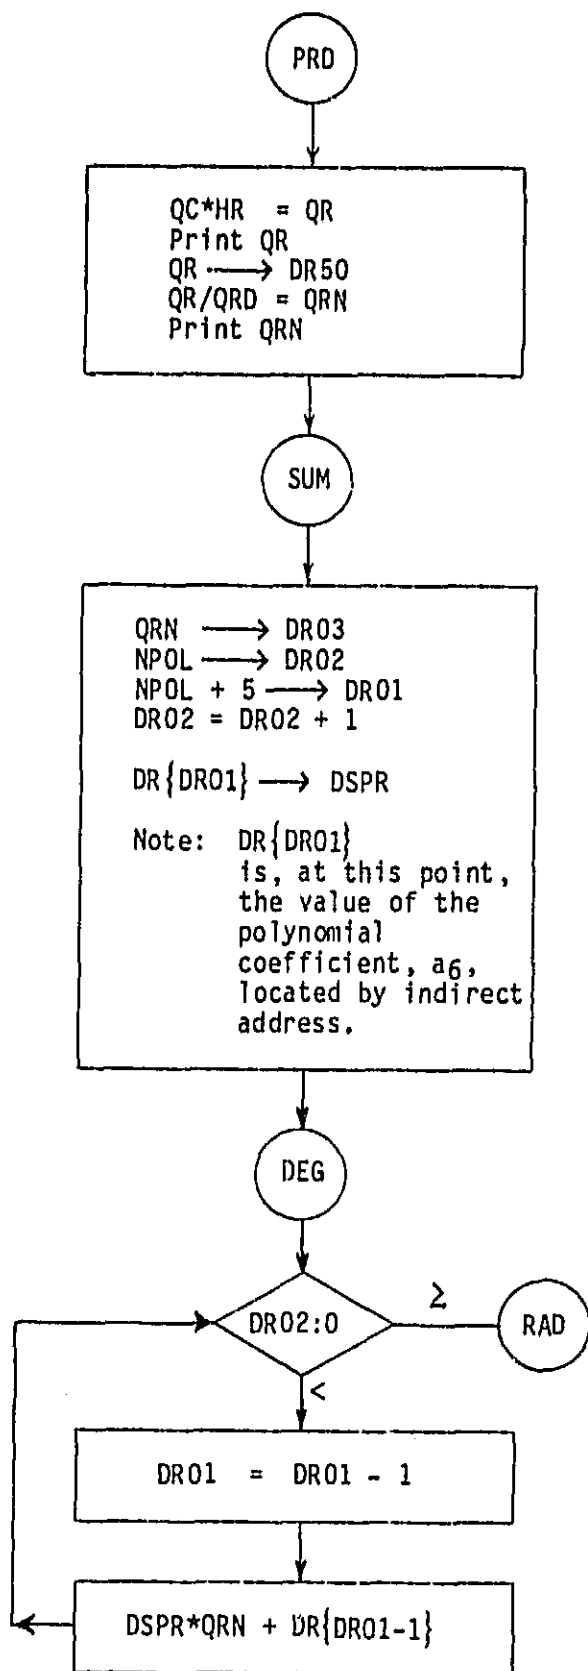 PRD
QC*HR = QR
Print QR
QR ⟶ DR50
QR/QRD = QRN
Print QRN
SUM
QRN ⟶ DR03
NPOL ⟶ DR02
NPOL + 5 ⟶ DR01
DR02 = DR02 + 1
DR{DR01} ⟶ DSPR
Note: DR{DR01}
is, at this point,
the value of the
polynomial
coefficient, a6,
located by indirect
address.
DEG
DR02:0
≥
RAD
<
DR01 = DR01 - 1
DSPR*QRN + DR{DR01-1}